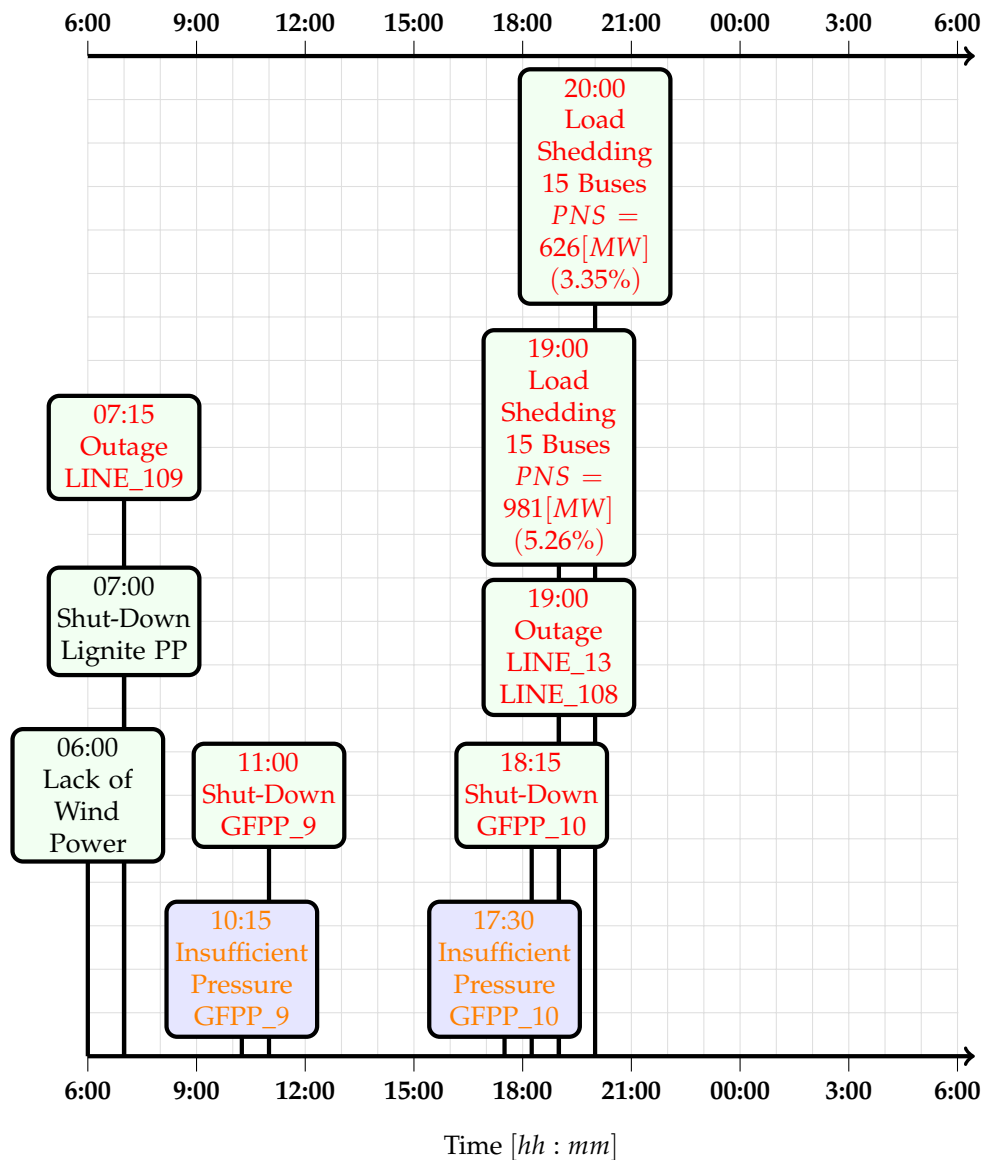 6:00 9:00 12:00 15:00 18:00 21:00 00:00 3:00 6:00
20:00
Load
Shedding
15 Buses
PNS =
626[MW]
(3.35%)
19:00
Load
Shedding
15 Buses
PNS =
981[MW]
(5.26%)
07:15
Outage
LINE_109
07:00
Shut-Down
Lignite PP
19:00
Outage
LINE_13
LINE_108
06:00
Lack of
Wind
Power
11:00
Shut-Down
GFPP_9
18:15
Shut-Down
GFPP_10
10:15
Insufficient
Pressure
GFPP_9
17:30
Insufficient
Pressure
GFPP_10
6:00 9:00 12:00 15:00 18:00 21:00 00:00 3:00 6:00
Time [hh : mm]